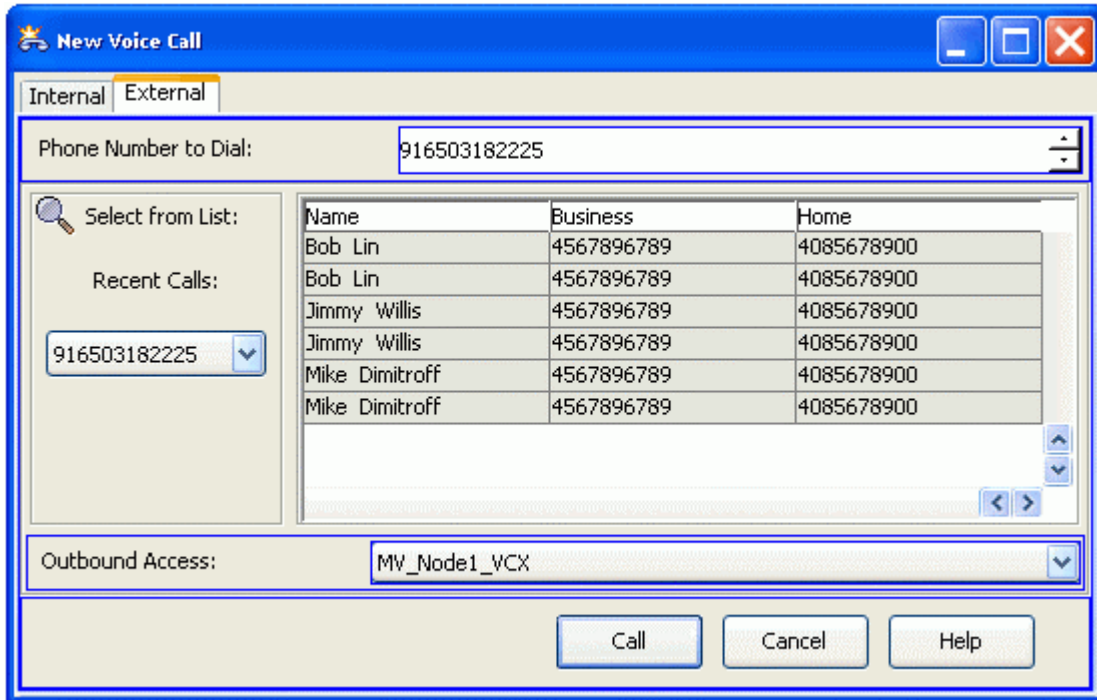 New Voice Call
Internal External
Phone Number to Dial: 916503182225
Select from List:
Recent Calls:
916503182225
Name Business Home
Bob Lin 4567896789 4085678900
Bob Lin 4567896789 4085678900
Jimmy Willis 4567896789 4085678900
Jimmy Willis 4567896789 4085678900
Mike Dimitroff 4567896789 4085678900
Mike Dimitroff 4567896789 4085678900
Outbound Access: MV_Node1_VCX
Call Cancel Help